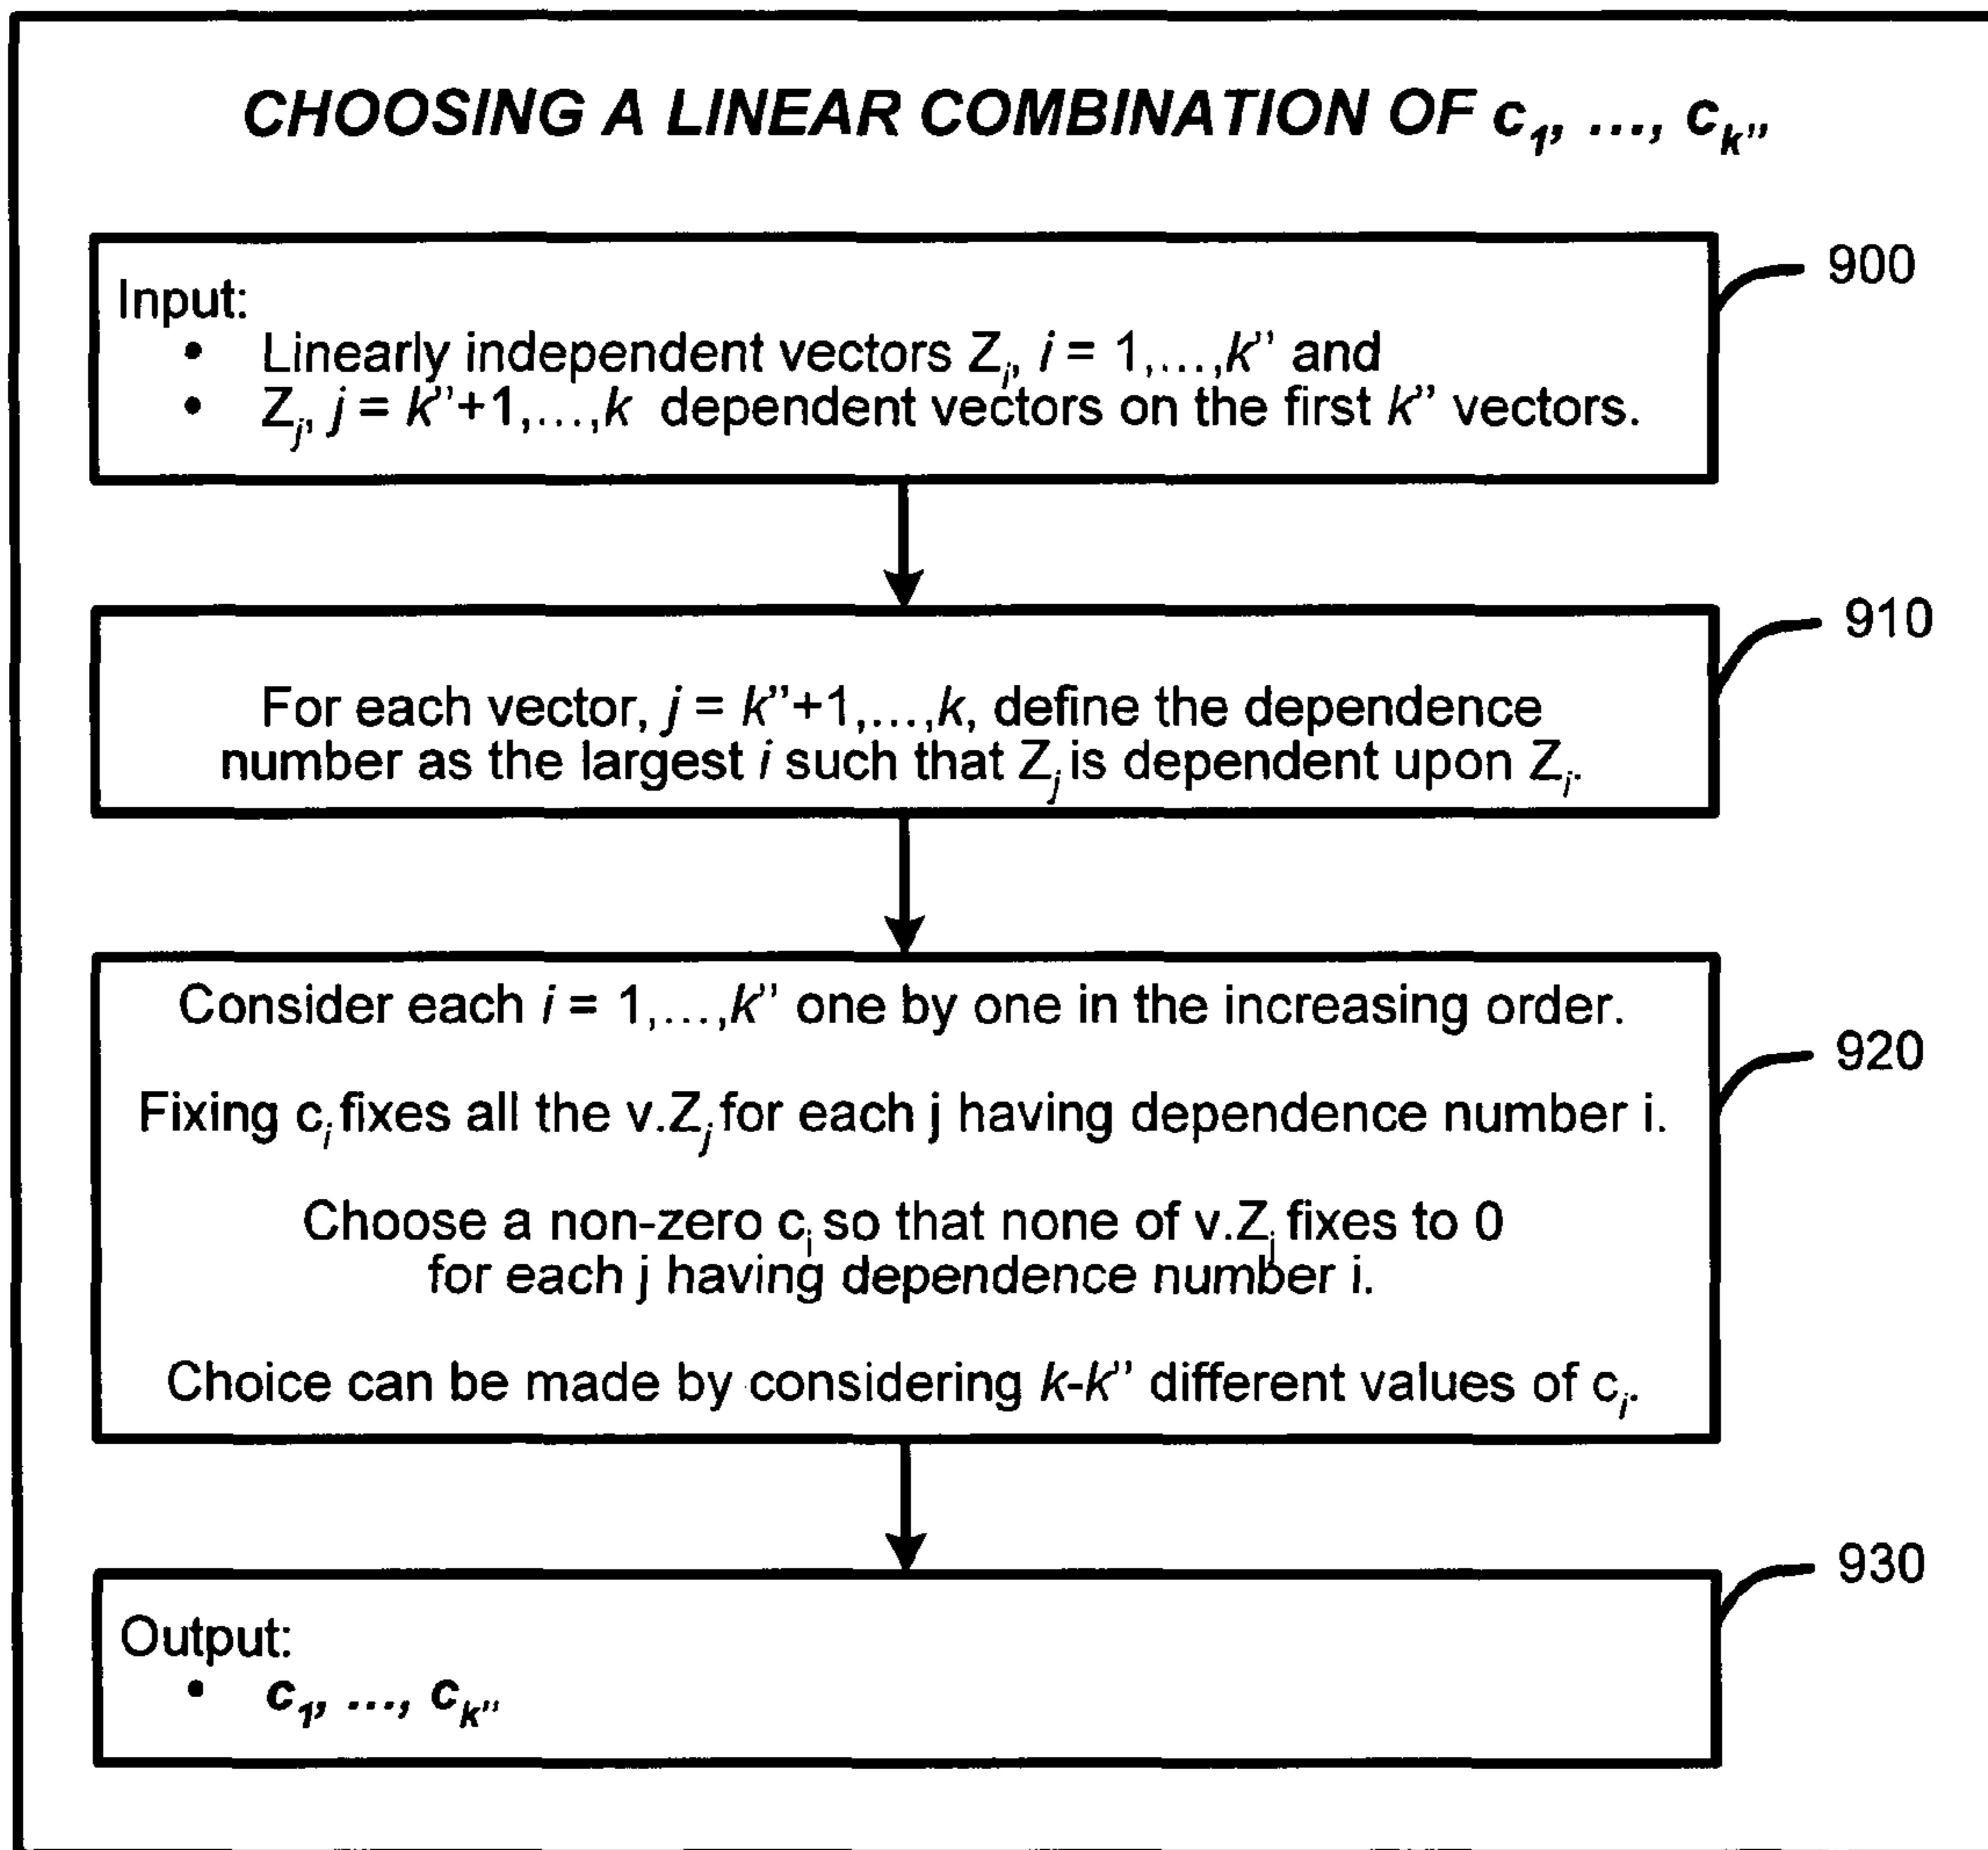 CHOOSING A LINEAR COMBINATION OF c₁, ..., cₖ”
900
Input:
• Linearly independent vectors Zᵢ, i = 1,...,k” and
• Zⱼ, j = k”+1,...,k dependent vectors on the first k” vectors.
910
For each vector, j = k”+1,...,k, define the dependence
number as the largest i such that Zⱼ is dependent upon Zᵢ.
920
Consider each i = 1,...,k” one by one in the increasing order.
Fixing cᵢ fixes all the v.Zⱼ for each j having dependence number i.
Choose a non-zero cᵢ so that none of v.Zⱼ fixes to 0
for each j having dependence number i.
Choice can be made by considering k-k” different values of cᵢ.
930
Output:
• c₁, ..., cₖ”